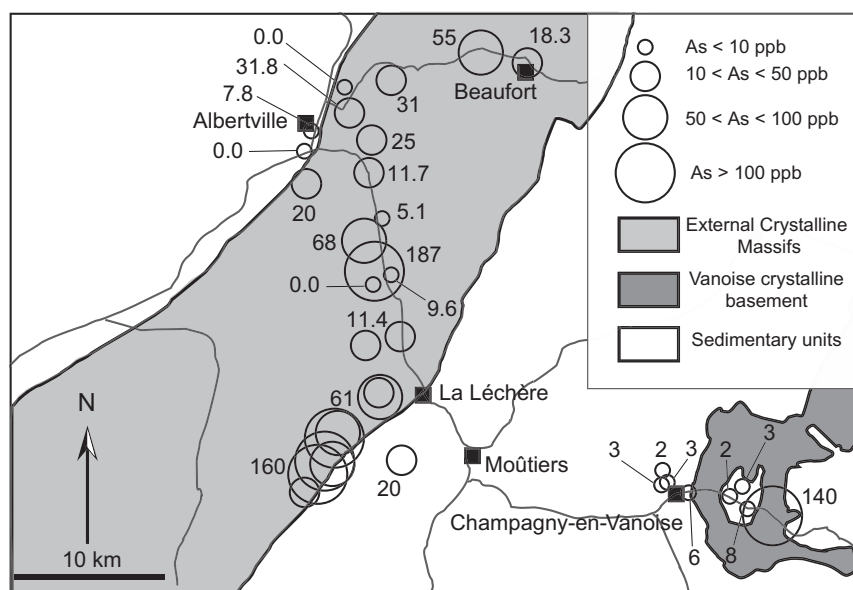 0.0
55
18.3
31.8
7.8
Albertville
31
Beaufort
0.0
25
11.7
20
5.1
68
187
0.0
9.6
11.4
61
La Léchère
160
20
Moûtiers
Champagny-en-Vanoise
3
2
3
2
3
140
6
8
N
10 km
As < 10 ppb
10 < As < 50 ppb
50 < As < 100 ppb
As > 100 ppb
External Crystalline
Massifs
Vanoise crystalline
basement
Sedimentary units